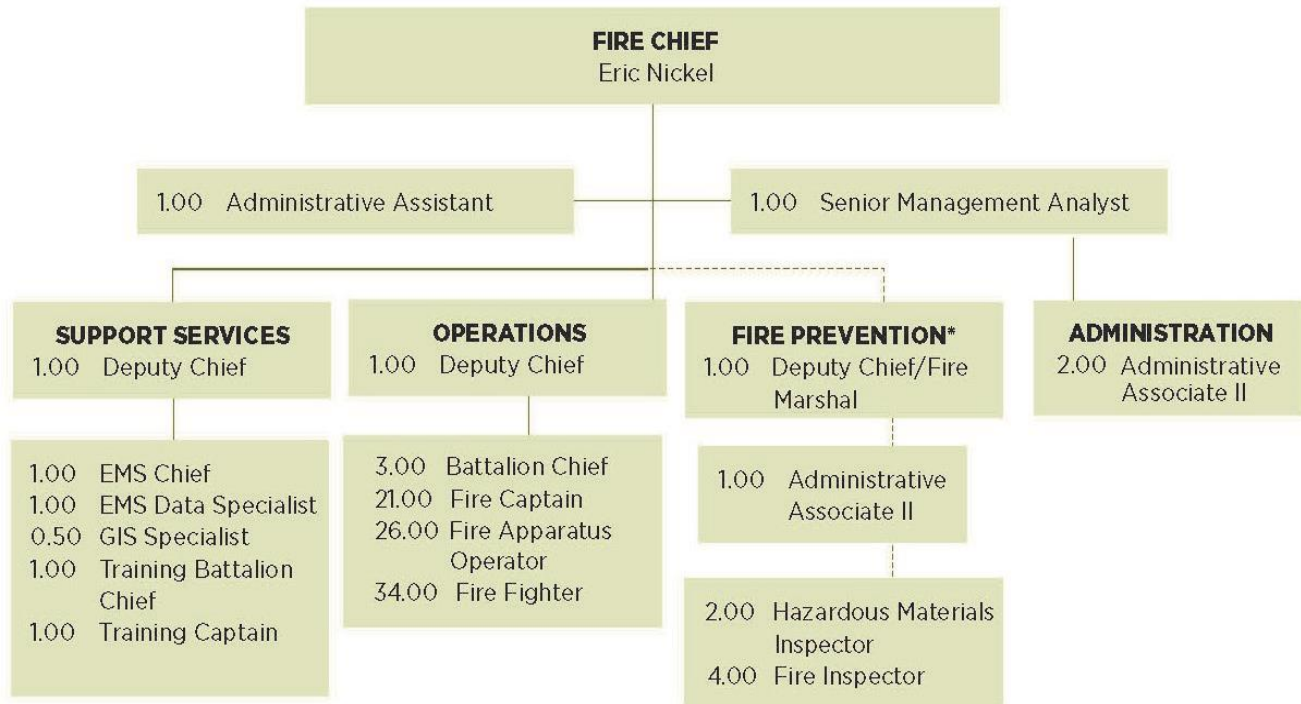 FIRE CHIEF
Eric Nickel
1.00 Administrative Assistant
1.00 Senior Management Analyst
SUPPORT SERVICES
1.00 Deputy Chief
1.00 EMS Chief
1.00 EMS Data Specialist
0.50 GIS Specialist
1.00 Training Battalion
Chief
1.00 Training Captain
OPERATIONS
1.00 Deputy Chief
3.00 Battalion Chief
21.00 Fire Captain
26.00 Fire Apparatus
Operator
34.00 Fire Fighter
FIRE PREVENTION*
1.00 Deputy Chief/Fire
Marshal
1.00 Administrative
Associate II
2.00 Hazardous Materials
Inspector
4.00 Fire Inspector
ADMINISTRATION
2.00 Administrative
Associate II